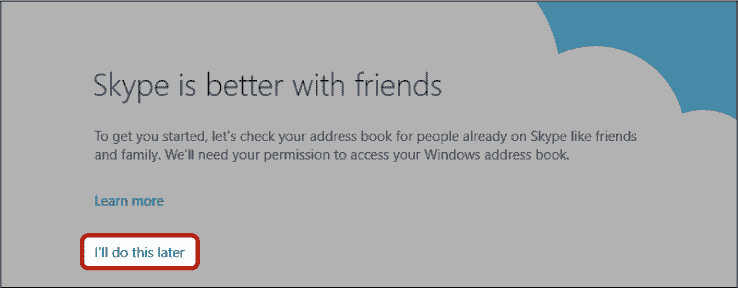 Skype is better with friends
To get you started, let's check your address book for people already on Skype like friends
and family. We'll need your permission to access your Windows address book.
Learn more
I'll do this later